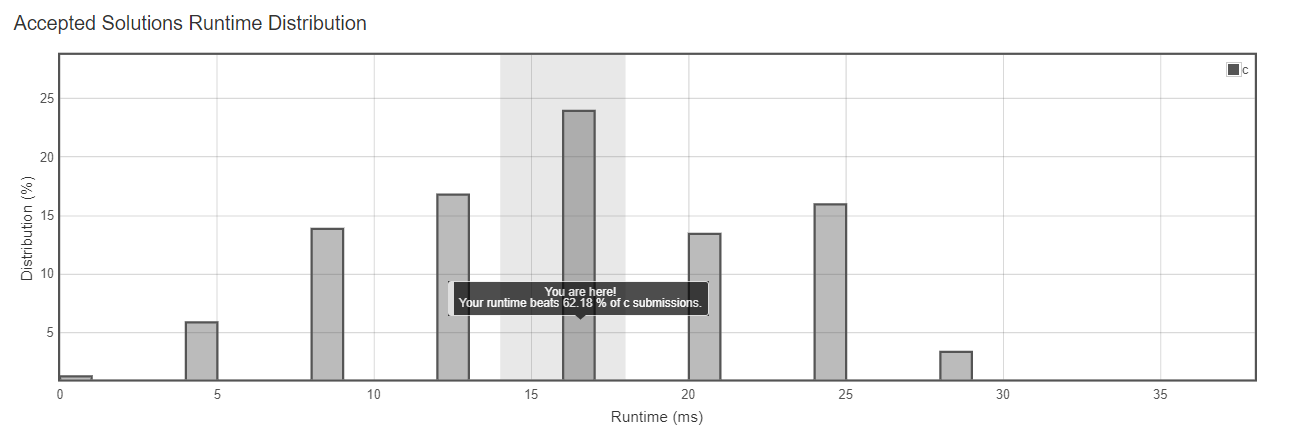 Accepted Solutions Runtime Distribution
c
25
20
15
10
5
Distribution (%)
You are here!
Your runtime beats 62.18 % of c submissions.
0 5 10 15 20 25 30 35
Runtime (ms)